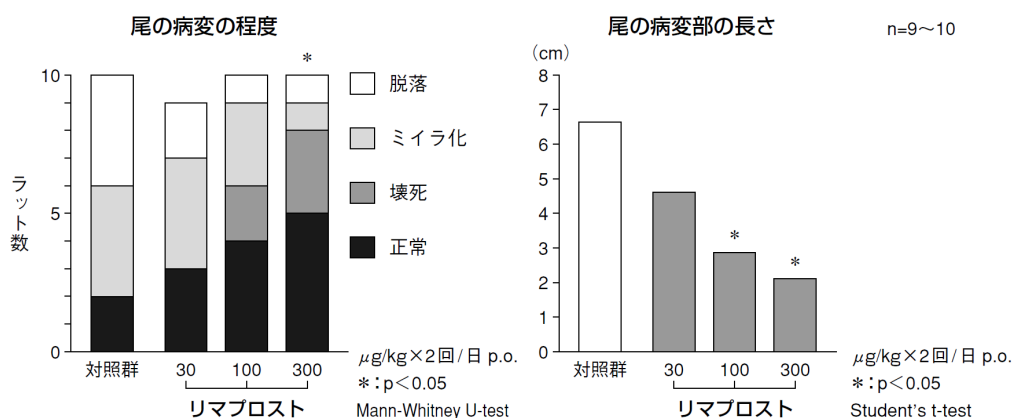 尾の病変の程度
*
10
5
0
ラット数
脱落
ミイラ化
壊死
正常
対照群
30
100
300
リマプロスト
μg/kg×2回/日 p.o.
*：p＜0.05
Mann-Whitney U-test
尾の病変部の長さ
n=9～10
（cm）
8
7
6
5
4
3
2
1
0
*
*
対照群
30
100
300
リマプロスト
μg/kg×2回/日 p.o.
*：p＜0.05
Student's t-test